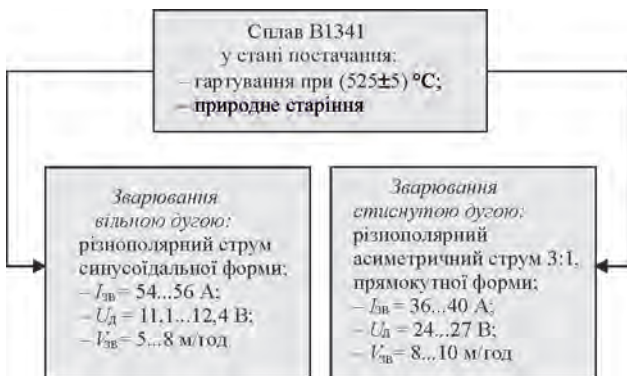 Сплав В1341
у стані постачання:
– гартування при (525±5) °С;
– природне старіння
Зварювання
вільною дугою:
різнополярний струм
синусоїдальної форми;
– Iзв = 54...56 А;
– Uд = 11,1...12,4 В;
– Vзв = 5...8 м/год
Зварювання
стиснутою дугою:
різнополярний
асиметричний струм 3:1,
прямокутної форми;
– Iзв = 36...40 А;
– Uд = 24...27 В;
– Vзв = 8...10 м/год